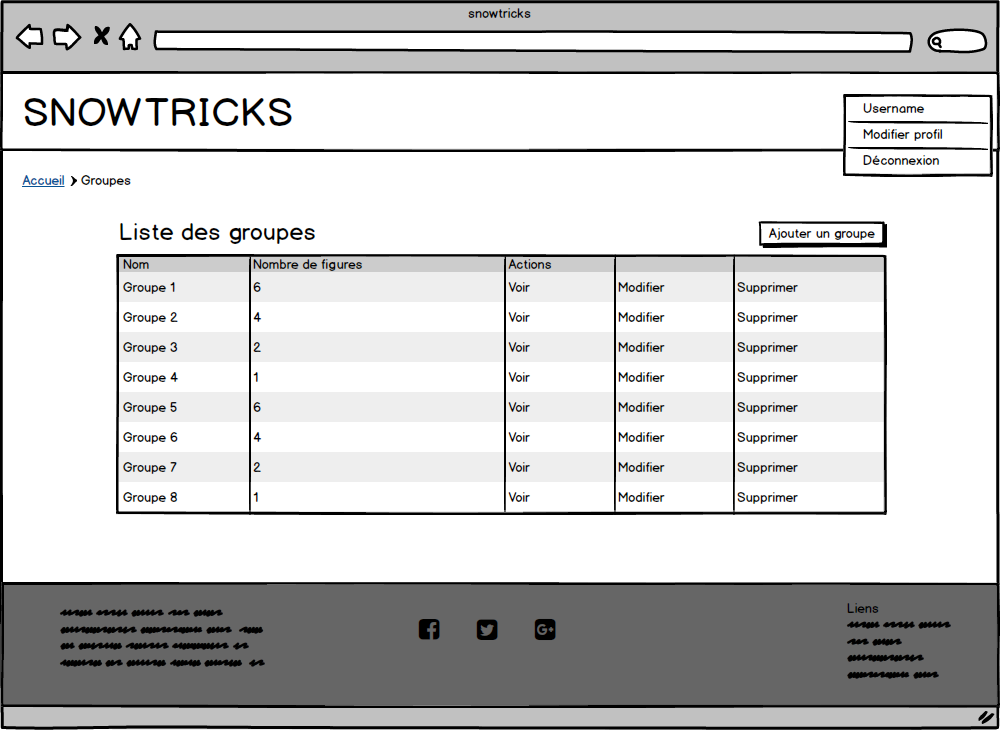 snowtricks
SNOWTRICKS
Username
Modifier profil
Déconnexion
Accueil Groupes
Liste des groupes
Ajouter un groupe
Nom Nombre de figures Actions
Groupe 1 6 Voir Modifier Supprimer
Groupe 2 4 Voir Modifier Supprimer
Groupe 3 2 Voir Modifier Supprimer
Groupe 4 1 Voir Modifier Supprimer
Groupe 5 6 Voir Modifier Supprimer
Groupe 6 4 Voir Modifier Supprimer
Groupe 7 2 Voir Modifier Supprimer
Groupe 8 1 Voir Modifier Supprimer
Liens